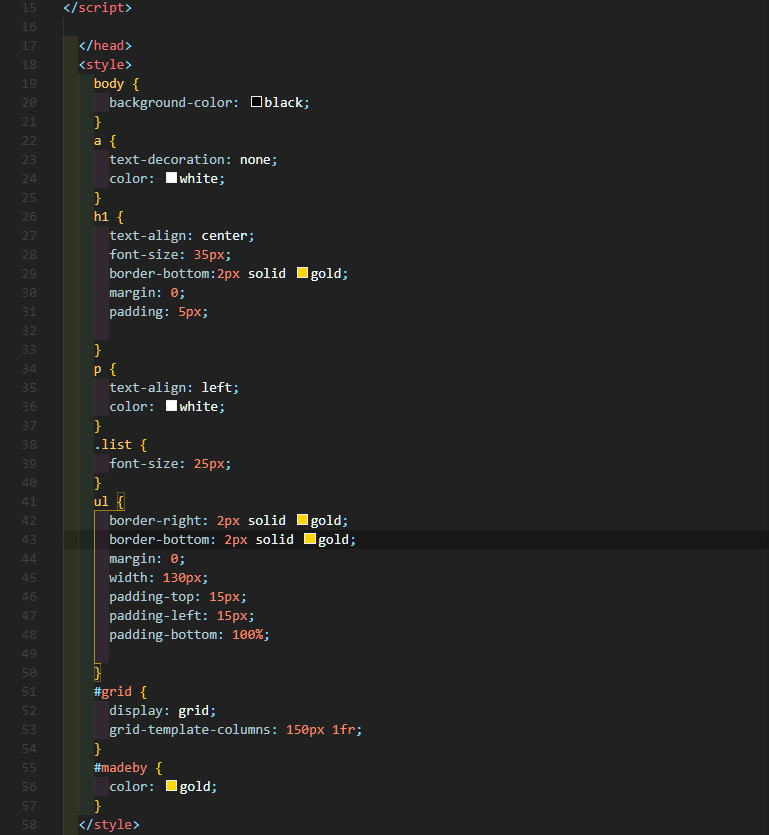 15 </script>
16
17 </head>
18 <style>
19 body {
20 background-color: black;
21 }
22 a {
23 text-decoration: none;
24 color: white;
25 }
26 h1 {
27 text-align: center;
28 font-size: 35px;
29 border-bottom:2px solid gold;
30 margin: 0;
31 padding: 5px;
32
33 }
34 p {
35 text-align: left;
36 color: white;
37 }
38 .list {
39 font-size: 25px;
40 }
41 ul {
42 border-right: 2px solid gold;
43 border-bottom: 2px solid gold;
44 margin: 0;
45 width: 130px;
46 padding-top: 15px;
47 padding-left: 15px;
48 padding-bottom: 100%;
49
50 }
51 #grid {
52 display: grid;
53 grid-template-columns: 150px 1fr;
54 }
55 #madeby {
56 color: gold;
57 }
58 </style>